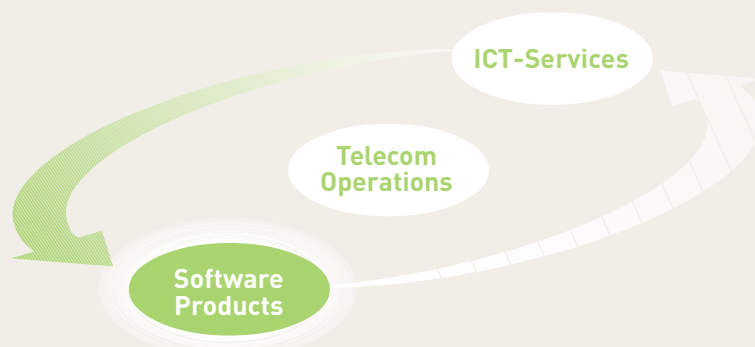 ICT-Services
Telecom
Operations
Software
Products